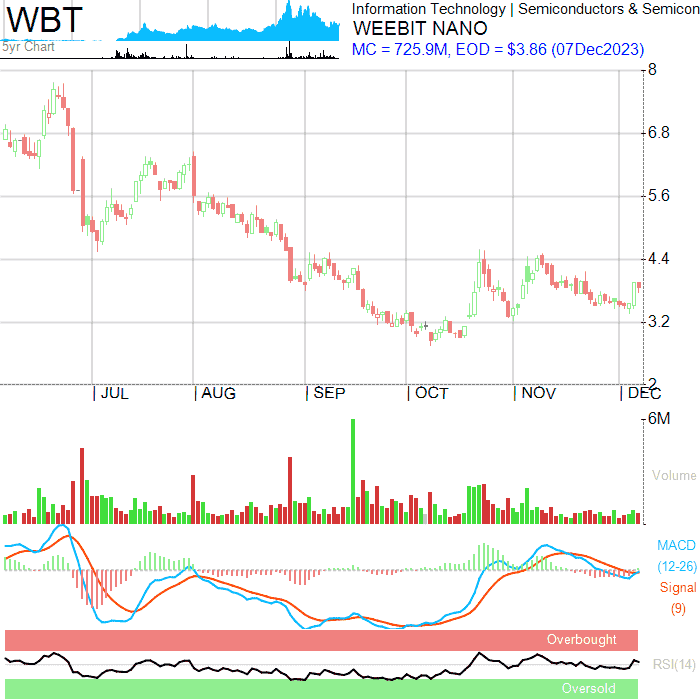 WBT
5yr Chart
Information Technology | Semiconductors & Semicon
WEEBIT NANO
MC = 725.9M, EOD = $3.86 (07Dec2023)
8
6.8
5.6
4.4
3.2
2
JUL
AUG
SEP
OCT
NOV
DEC
6M
Volume
MACD
(12-26)
Signal
(9)
Overbought
RSI(14)
Oversold